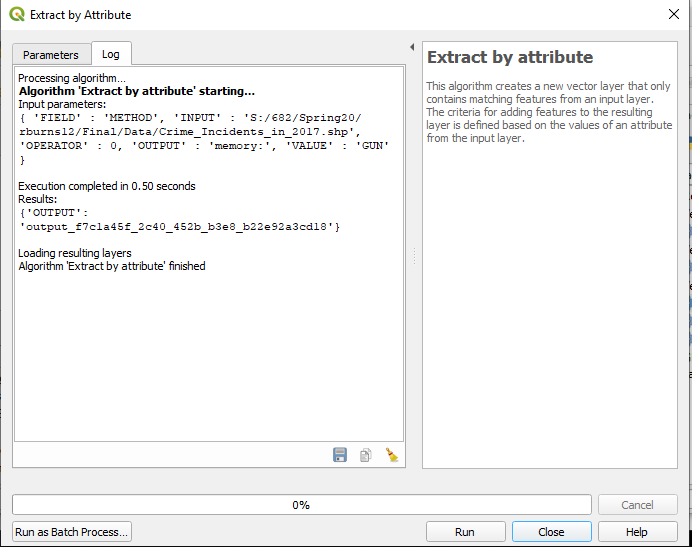 Extract by Attribute
Parameters
Log
Processing algorithm...
Algorithm 'Extract by attribute' starting...
Input parameters:
{ 'FIELD' : 'METHOD', 'INPUT' : 'S:/682/Spring20/
rburns12/Final/Data/Crime_Incidents_in_2017.shp',
'OPERATOR' : 0, 'OUTPUT' : 'memory:', 'VALUE' : 'GUN'
}
Execution completed in 0.50 seconds
Results:
{'OUTPUT':
'output_f7c1a45f_2c40_452b_b3e8_b22e92a3cd18'}
Loading resulting layers
Algorithm 'Extract by attribute' finished
Extract by attribute
This algorithm creates a new vector layer that only
contains matching features from an input layer.
The criteria for adding features to the resulting
layer is defined based on the values of an attribute
from the input layer.
0%
Cancel
Run as Batch Process...
Run
Close
Help